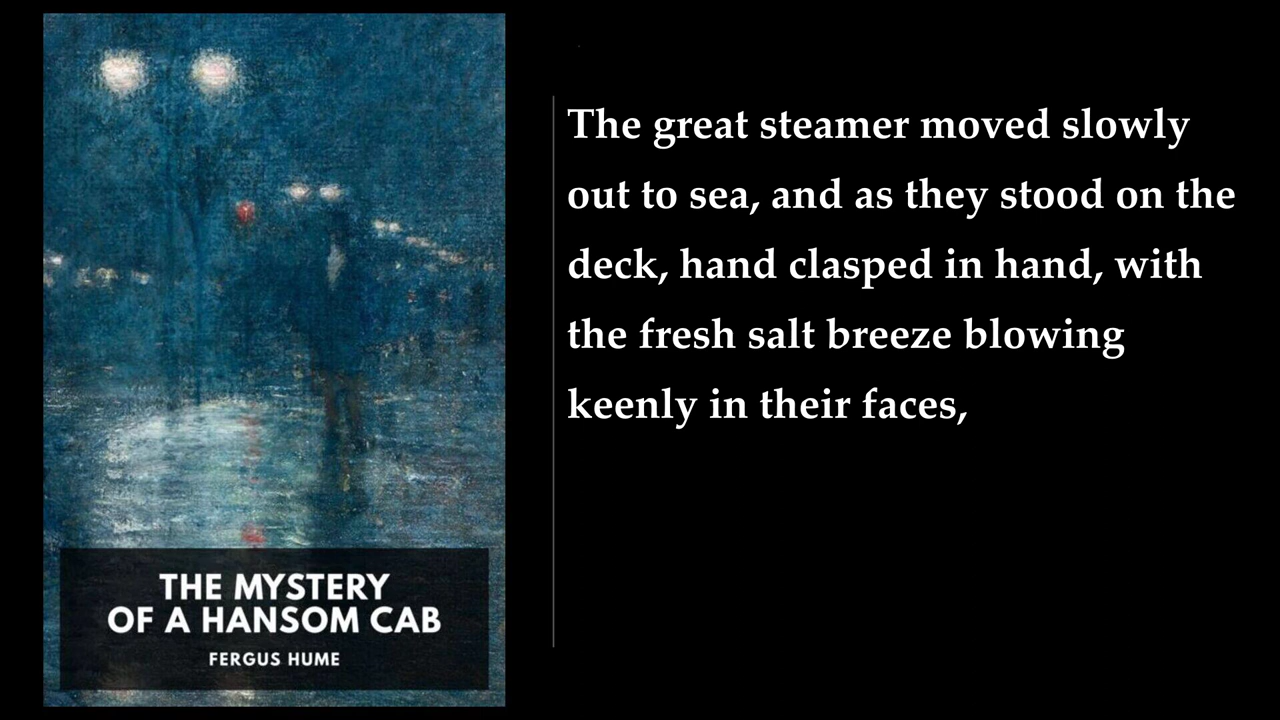 The great steamer moved slowly
out to sea, and as they stood on the
deck, hand clasped in hand, with
the fresh salt breeze blowing
keenly in their faces,
THE MYSTERY
OF A HANSOM CAB
FERGUS HUME